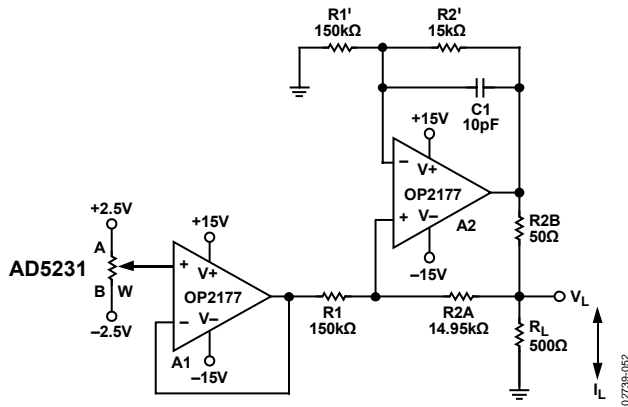 R1'
150kΩ
R2'
15kΩ
C1
10pF
+15V
−
V+
OP2177
+
V−
A2
−15V
R2B
50Ω
+2.5V
A
AD5231
B
W
−2.5V
+15V
+
V+
OP2177
−
V−
A1
−15V
R1
150kΩ
R2A
14.95kΩ
VL
RL
500Ω
IL
02739-052